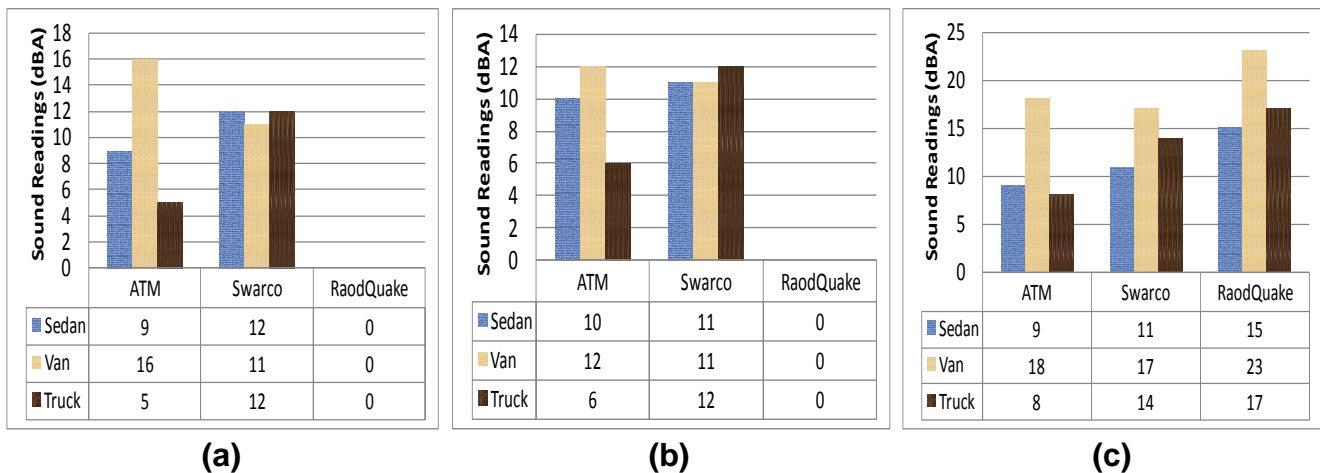 Sound Readings (dBA)
18
16
14
12
10
8
6
4
2
0
ATM Swarco RaodQuake
Sedan 9 12 0
Van 16 11 0
Truck 5 12 0
(a)
Sound Readings (dBA)
14
12
10
8
6
4
2
0
ATM Swarco RaodQuake
Sedan 10 11 0
Van 12 11 0
Truck 6 12 0
(b)
Sound Readings (dBA)
25
20
15
10
5
0
ATM Swarco RaodQuake
Sedan 9 11 15
Van 18 17 23
Truck 8 14 17
(c)